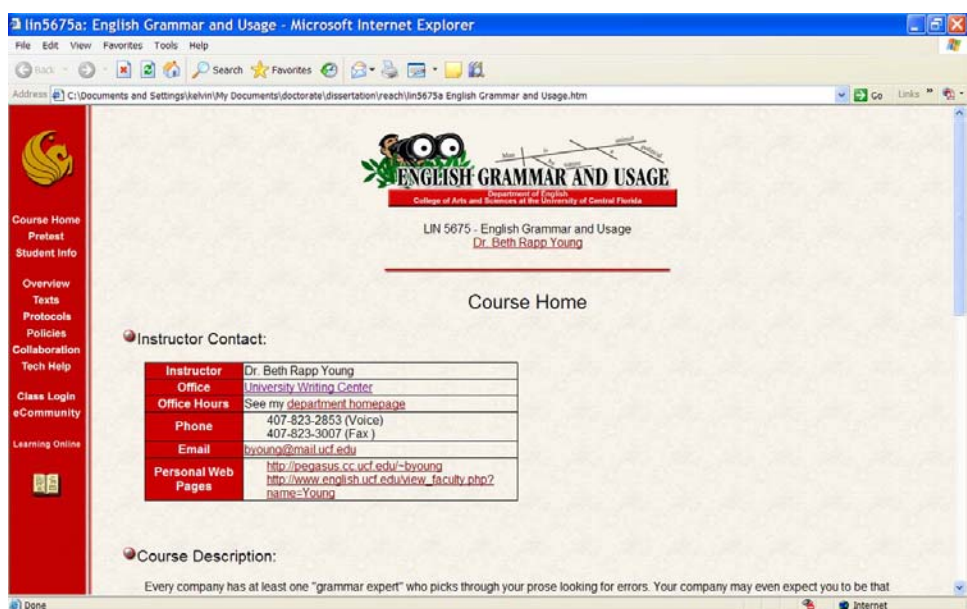 lin5675a: English Grammar and Usage - Microsoft Internet Explorer
File Edit View Favorites Tools Help
Back Search Favorites
Address C:\Documents and Settings\kelvin\My Documents\doctorate\dissertation\reach\lin5675a English Grammar and Usage.htm Go Links »
Man is by nature animal political
ENGLISH GRAMMAR AND USAGE
Department of English
College of Arts and Sciences at the University of Central Florida
LIN 5675 - English Grammar and Usage
Dr. Beth Rapp Young
Course Home
Course Home
Pretest
Student Info
Overview
Texts
Protocols
Policies
Collaboration
Tech Help
Class Login
eCommunity
Learning Online
Instructor Contact:
Instructor Dr. Beth Rapp Young
Office University Writing Center
Office Hours See my department homepage
Phone 407-823-2853 (Voice)
407-823-3007 (Fax )
Email byoung@mail.ucf.edu
Personal Web Pages http://pegasus.cc.ucf.edu/~byoung
http://www.english.ucf.edu/view_faculty.php?
name=Young
Course Description:
Every company has at least one "grammar expert" who picks through your prose looking for errors. Your company may even expect you to be that
Done Internet